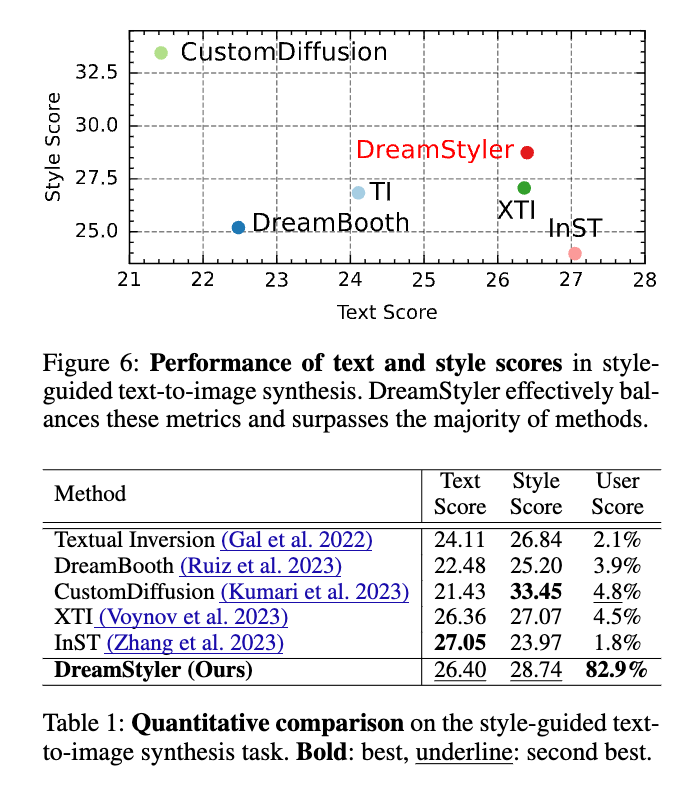 CustomDiffusion
32.5
30.0
DreamStyler
27.5
TI
XTI
InST
DreamBooth
25.0
Style Score
21 22 23 24 25 26 27 28
Text Score
Figure 6: Performance of text and style scores in style-
guided text-to-image synthesis. DreamStyler effectively bal-
ances these metrics and surpasses the majority of methods.
Method Text Score Style Score User Score
Textual Inversion (Gal et al. 2022) 24.11 26.84 2.1%
DreamBooth (Ruiz et al. 2023) 22.48 25.20 3.9%
CustomDiffusion (Kumari et al. 2023) 21.43 33.45 4.8%
XTI (Voynov et al. 2023) 26.36 27.07 4.5%
InST (Zhang et al. 2023) 27.05 23.97 1.8%
DreamStyler (Ours) 26.40 28.74 82.9%
Table 1: Quantitative comparison on the style-guided text-
to-image synthesis task. Bold: best, underline: second best.